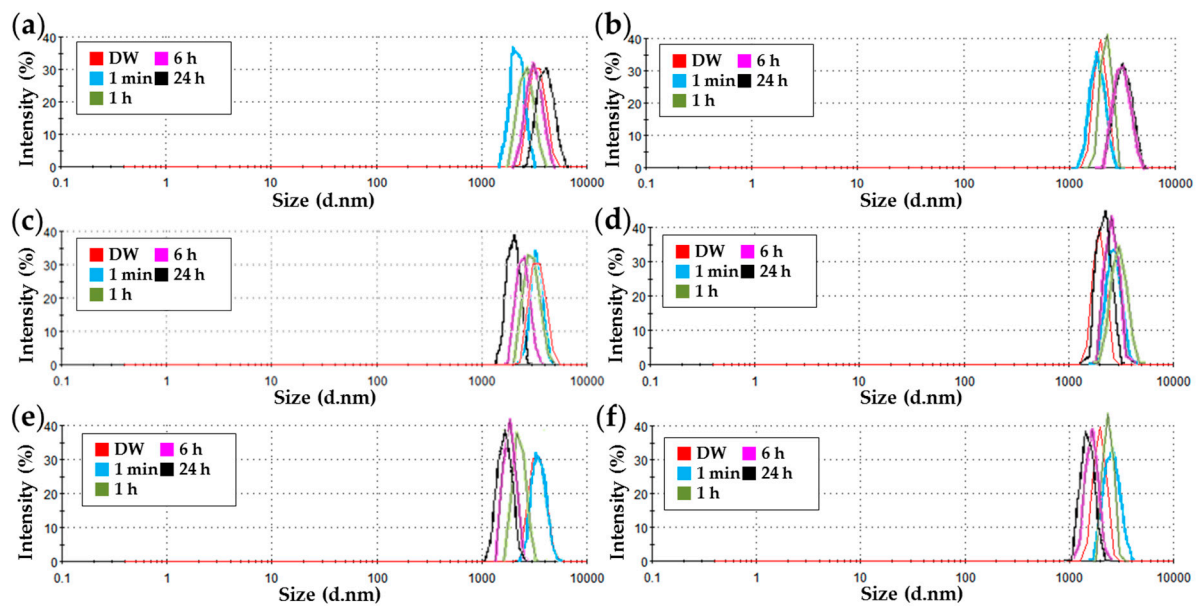 (a)
Intensity (%)
40
30
20
10
0
DW 6 h
1 min 24 h
1 h
0.1 1 10 100 1000 10000
Size (d.nm)
(b)
Intensity (%)
40
30
20
10
0
DW 6 h
1 min 24 h
1 h
0.1 1 10 100 1000 10000
Size (d.nm)
(c)
Intensity (%)
40
30
20
10
0
DW 6 h
1 min 24 h
1 h
0.1 1 10 100 1000 10000
Size (d.nm)
(d)
Intensity (%)
40
30
20
10
0
DW 6 h
1 min 24 h
1 h
0.1 1 10 100 1000 10000
Size (d.nm)
(e)
Intensity (%)
40
30
20
10
0
DW 6 h
1 min 24 h
1 h
0.1 1 10 100 1000 10000
Size (d.nm)
(f)
Intensity (%)
40
30
20
10
0
DW 6 h
1 min 24 h
1 h
0.1 1 10 100 1000 10000
Size (d.nm)